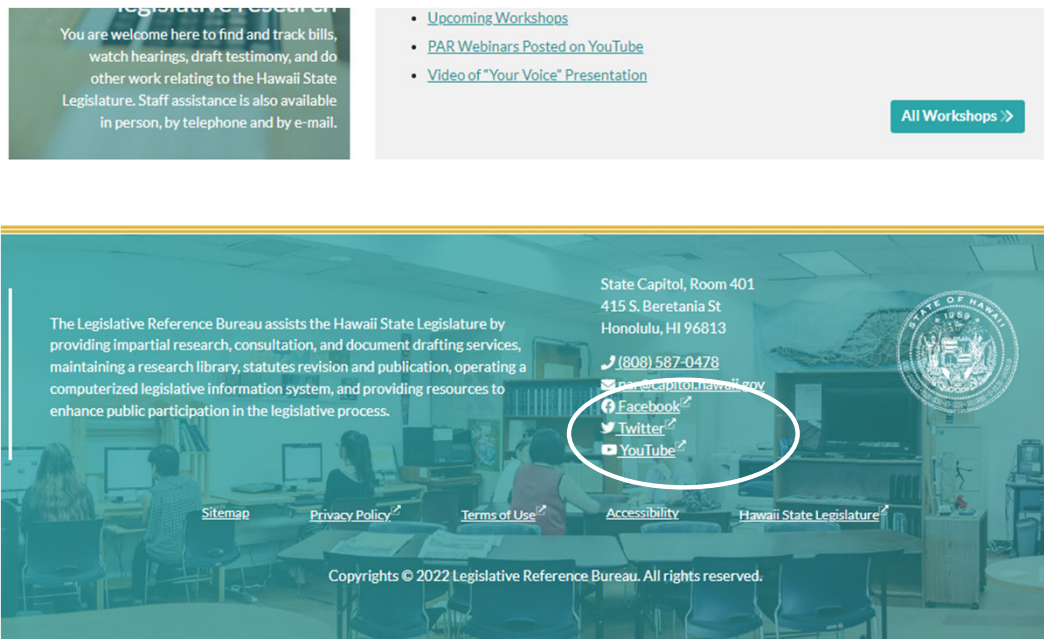 legislative research
You are welcome here to find and track bills,
watch hearings, draft testimony, and do
other work relating to the Hawaii State
Legislature. Staff assistance is also available
in person, by telephone and by e-mail.
• Upcoming Workshops
• PAR Webinars Posted on YouTube
• Video of "Your Voice" Presentation
All Workshops
The Legislative Reference Bureau assists the Hawaii State Legislature by
providing impartial research, consultation, and document drafting services,
maintaining a research library, statutes revision and publication, operating a
computerized legislative information system, and providing resources to
enhance public participation in the legislative process.
State Capitol, Room 401
415 S. Beretania St
Honolulu, HI 96813
(808) 587-0478
par@capitol.hawaii.gov
Facebook
Twitter
YouTube
STATE OF HAWAII
1959
Sitemap
Privacy Policy
Terms of Use
Accessibility
Hawaii State Legislature
Copyrights © 2022 Legislative Reference Bureau. All rights reserved.